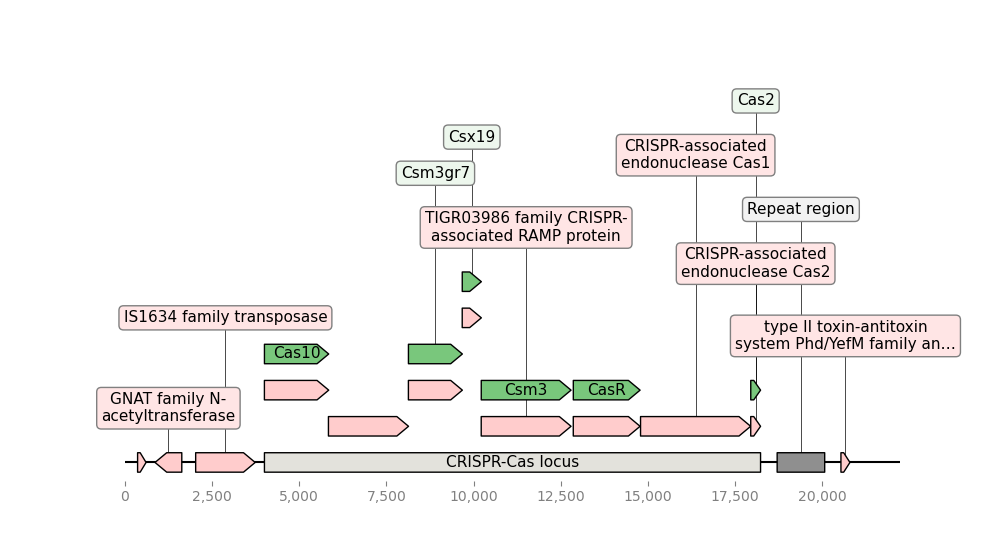 Cas2
Csx19
CRISPR-associated
endonuclease Cas1
Csm3gr7
Repeat region
TIGR03986 family CRISPR-
associated RAMP protein
CRISPR-associated
endonuclease Cas2
IS1634 family transposase
type II toxin-antitoxin
system Phd/YefM family an…
Cas10
Csm3
CasR
GNAT family N-
acetyltransferase
CRISPR-Cas locus
0 2,500 5,000 7,500 10,000 12,500 15,000 17,500 20,000